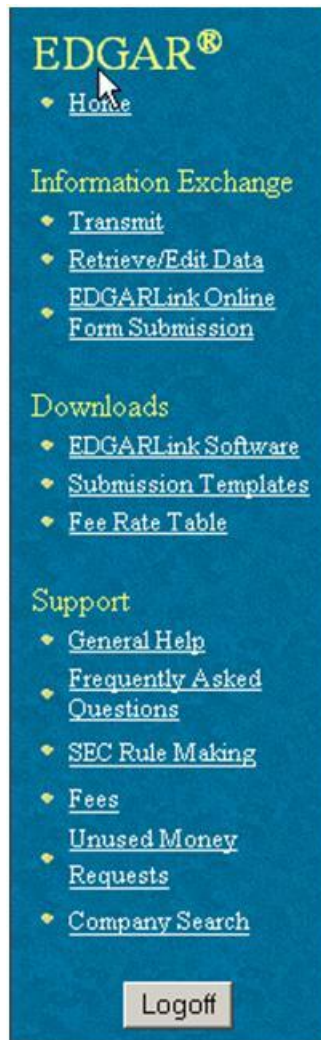 EDGAR®
Home
Information Exchange
Transmit
Retrieve/Edit Data
EDGARLink Online
Form Submission
Downloads
EDGARLink Software
Submission Templates
Fee Rate Table
Support
General Help
Frequently Asked
Questions
SEC Rule Making
Fees
Unused Money
Requests
Company Search
Logoff